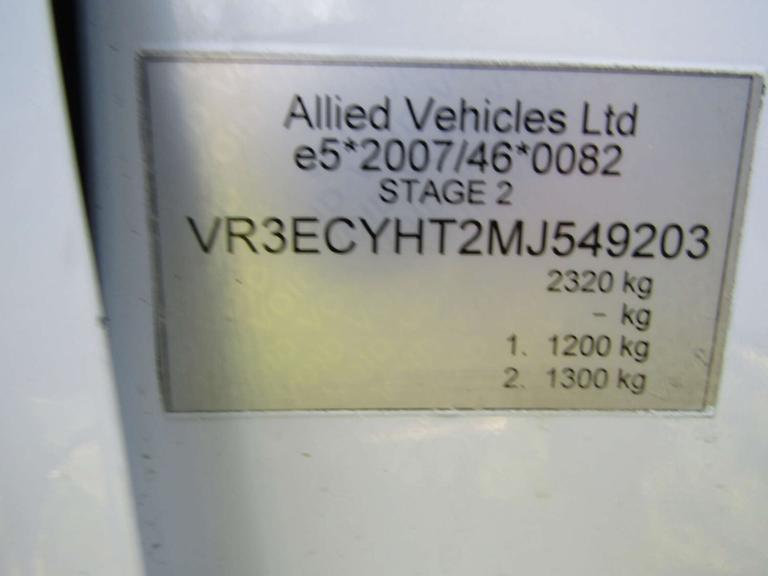 Allied Vehicles Ltd
e5*2007/46*0082
STAGE 2
VR3ECYHT2MJ549203
2320 kg
- kg
1. 1200 kg
2. 1300 kg